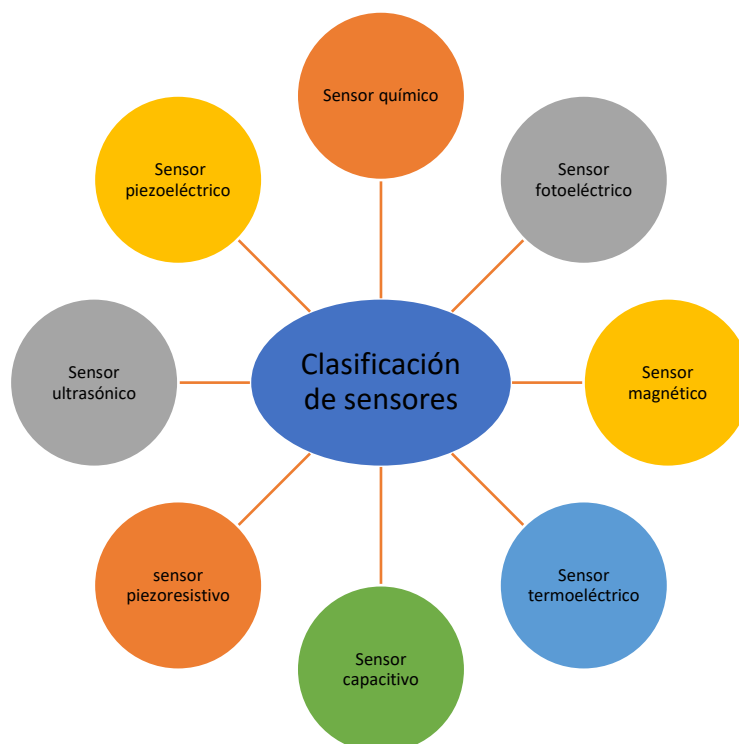 Sensor químico
Sensor
fotoeléctrico
Sensor
magnético
Sensor
termoeléctrico
Sensor
capacitivo
sensor
piezoresistivo
Sensor
ultrasónico
Sensor
piezoeléctrico
Clasificación
de sensores